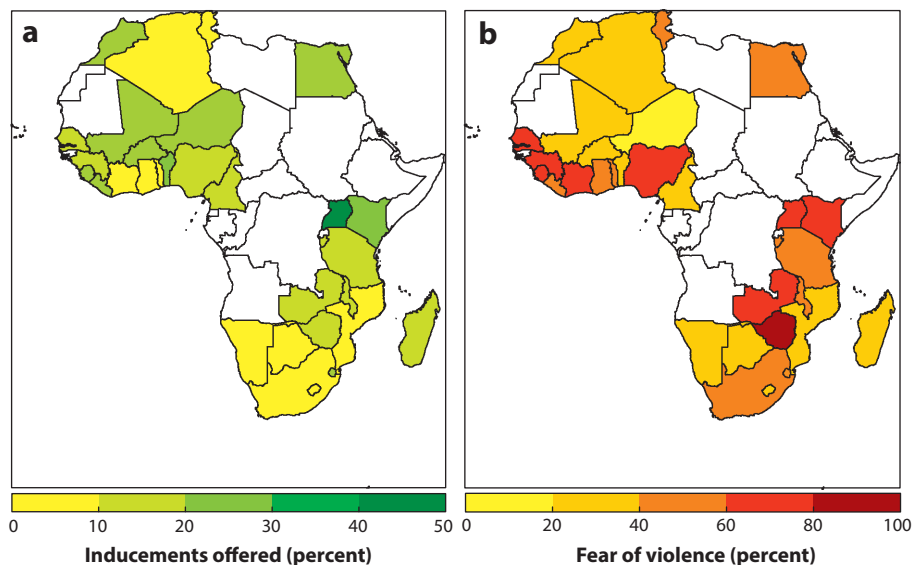 a
b
0 10 20 30 40 50
Inducements offered (percent)
0 20 40 60 80 100
Fear of violence (percent)